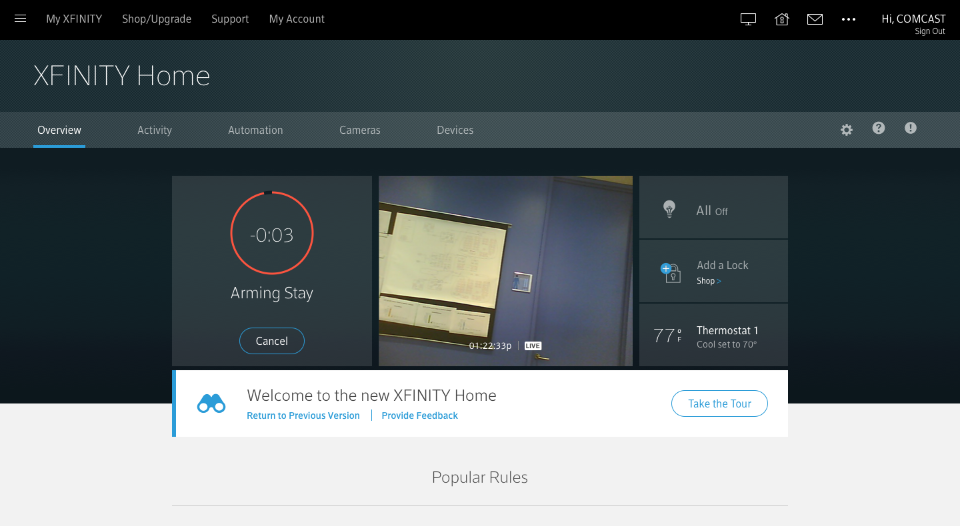 My XFINITY Shop/Upgrade Support My Account
Hi, COMCAST
Sign Out
XFINITY Home
Overview Activity Automation Cameras Devices
-0:03
Arming Stay
Cancel
01:22:33p | LIVE
All Off
Add a Lock
Shop >
77°F
Thermostat 1
Cool set to 70°
Welcome to the new XFINITY Home
Return to Previous Version | Provide Feedback
Take the Tour
Popular Rules